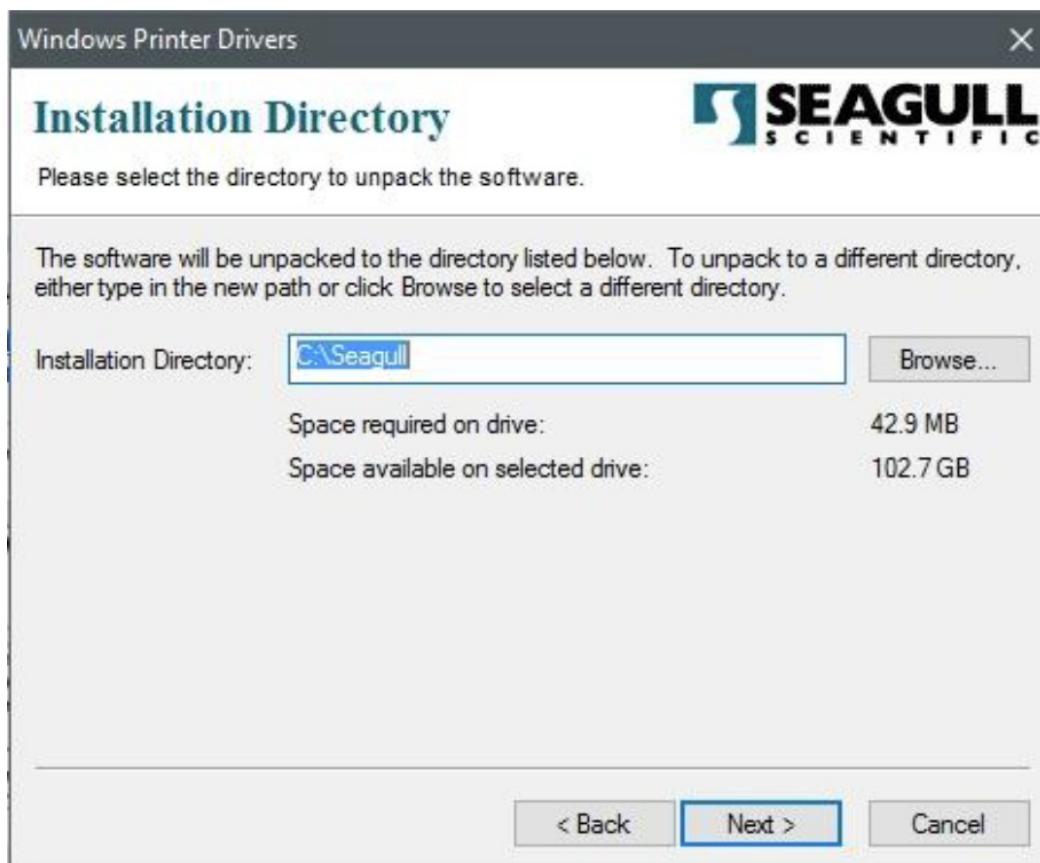 Windows Printer Drivers
Installation Directory
SEAGULL
SCIENTIFIC
Please select the directory to unpack the software.
The software will be unpacked to the directory listed below.  To unpack to a different directory,
either type in the new path or click Browse to select a different directory.
Installation Directory: C:\Seagull Browse...
Space required on drive: 42.9 MB
Space available on selected drive: 102.7 GB
< Back Next > Cancel